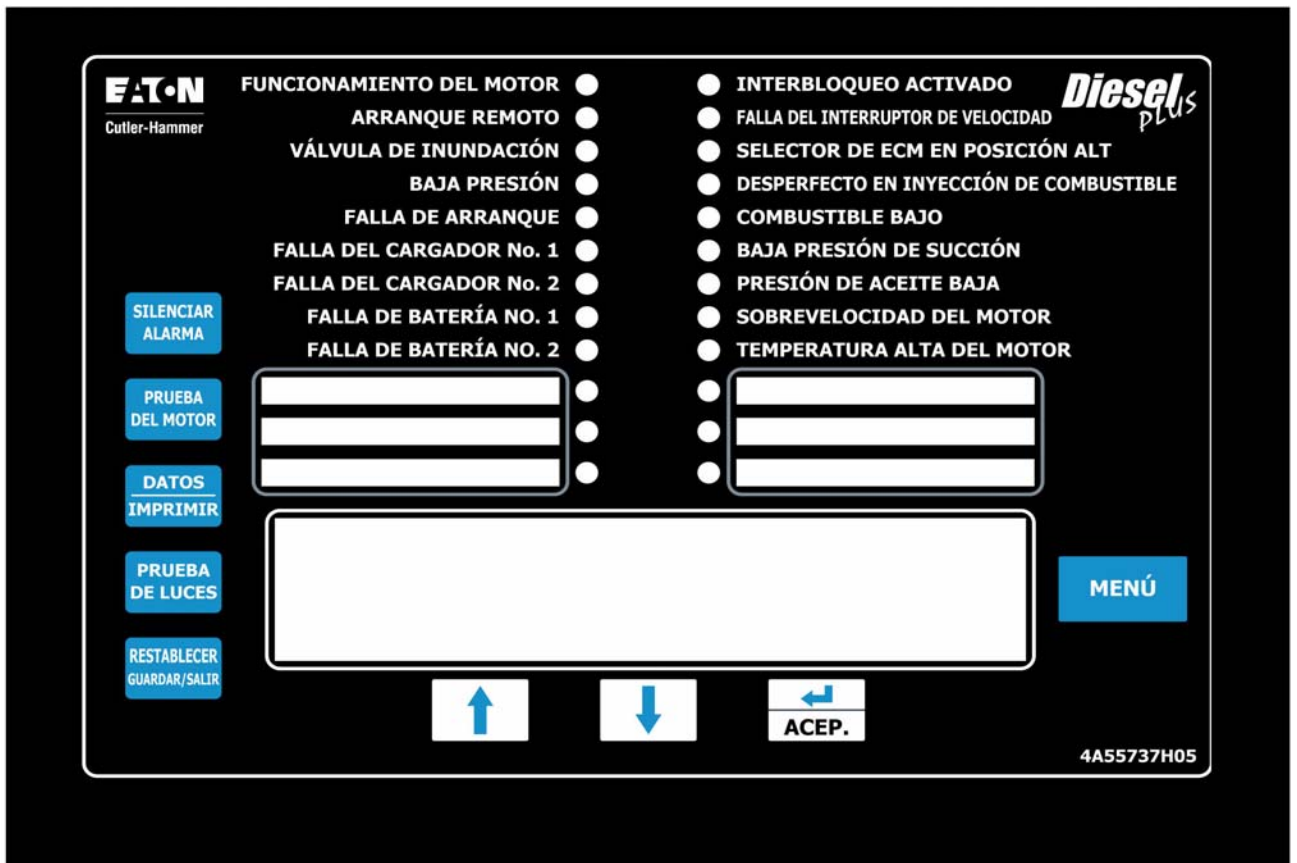 EATON
Cutler-Hammer
Diesel
PLUS
FUNCIONAMIENTO DEL MOTOR
ARRANQUE REMOTO
VÁLVULA DE INUNDACIÓN
BAJA PRESIÓN
FALLA DE ARRANQUE
FALLA DEL CARGADOR No. 1
FALLA DEL CARGADOR No. 2
FALLA DE BATERÍA NO. 1
FALLA DE BATERÍA NO. 2
INTERBLOQUEO ACTIVADO
FALLA DEL INTERRUPTOR DE VELOCIDAD
SELECTOR DE ECM EN POSICIÓN ALT
DESPERFECTO EN INYECCIÓN DE COMBUSTIBLE
COMBUSTIBLE BAJO
BAJA PRESIÓN DE SUCCIÓN
PRESIÓN DE ACEITE BAJA
SOBREVELOCIDAD DEL MOTOR
TEMPERATURA ALTA DEL MOTOR
SILENCIAR
ALARMA
PRUEBA
DEL MOTOR
DATOS
IMPRIMIR
PRUEBA
DE LUCES
RESTABLECER
GUARDAR/SALIR
MENÚ
ACEP.
4A55737H05